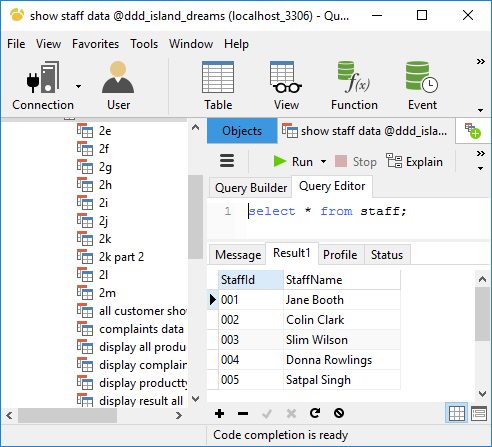 show staff data @ddd_island_dreams (localhost_3306) - Qu...
File View Favorites Tools Window Help
Connection User Table View Function Event
2e
2f
2g
2h
2i
2j
2k
2k part 2
2l
2m
all customer sho
complaints data
display all produ
display complain
display productty
display result all
Objects show staff data @ddd_isla...
Run Stop Explain
Query Builder Query Editor
1 select * from staff;
Message Result1 Profile Status
StaffId StaffName
001 Jane Booth
002 Colin Clark
003 Slim Wilson
004 Donna Rowlings
005 Satpal Singh
Code completion is ready